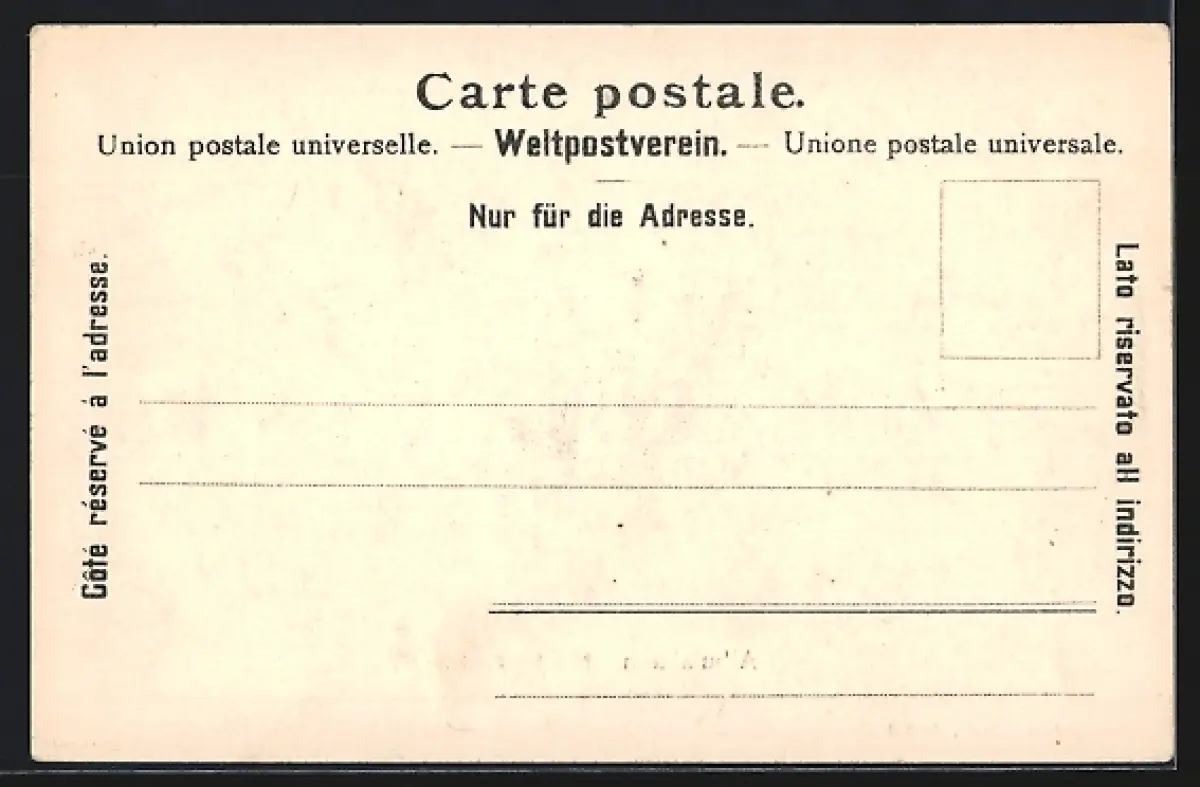 Carte postale.
Union postale universelle. — Weltpostverein. — Unione postale universale.
Nur für die Adresse.
Côté réservé à l'adresse.
Lato riservato all indirizzo.